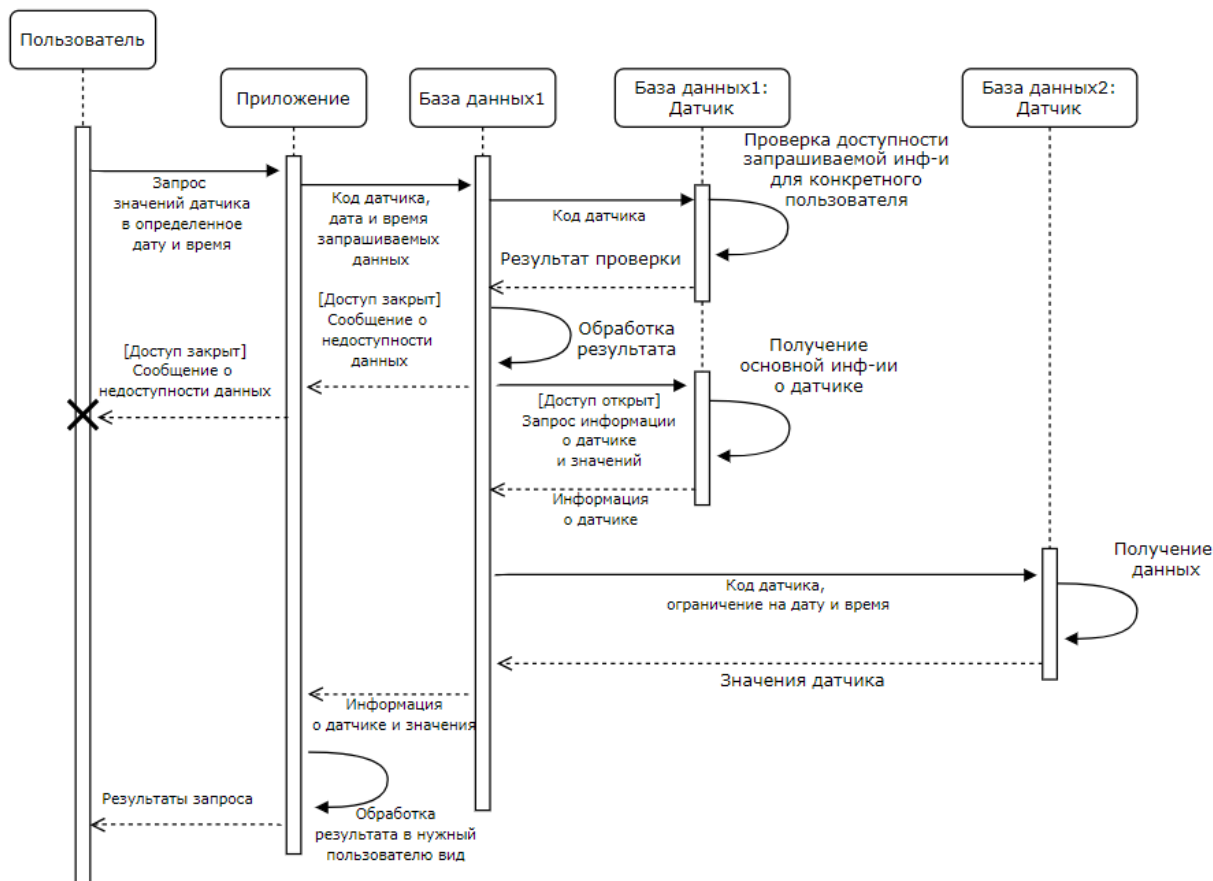 Пользователь
Приложение
База данных1
База данных1:
Датчик
База данных2:
Датчик
Проверка доступности
запрашиваемой инф-и
для конкретного
пользователя
Запрос
значений датчика
в определенное
дату и время
Код датчика,
дата и время
запрашиваемых
данных
Код датчика
Результат проверки
[Доступ закрыт]
Сообщение о
недоступности
данных
Обработка
результата
[Доступ закрыт]
Сообщение о
недоступности данных
Получение
основной инф-ии
о датчике
[Доступ открыт]
Запрос информации
о датчике
и значений
Информация
о датчике
Получение
данных
Код датчика,
ограничение на дату и время
Значения датчика
Информация
о датчике и значения
Результаты запроса
Обработка
результата в нужный
пользователю вид